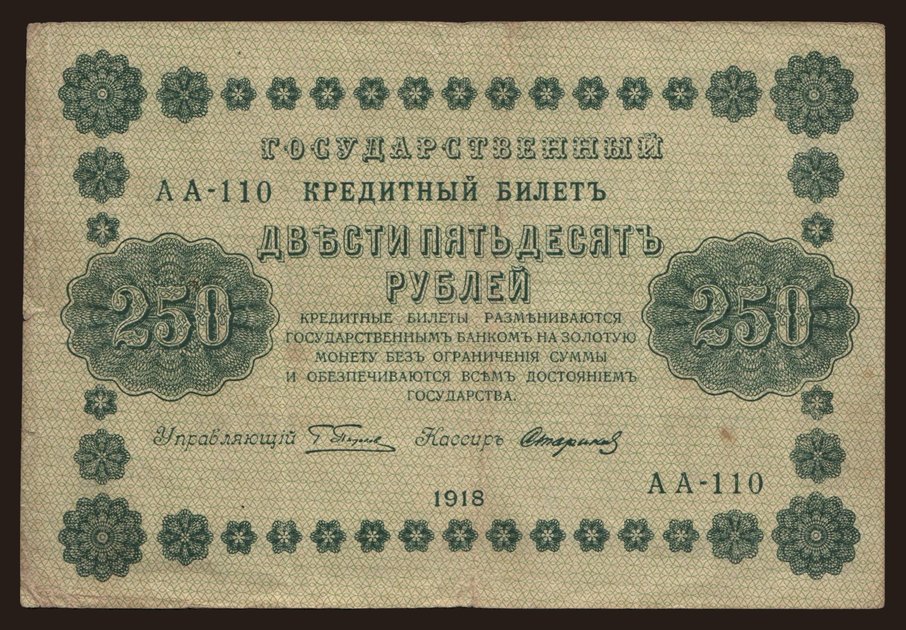 ГОСУДАРСТВЕННЫЙ
АА-110 КРЕДИТНЫЙ БИЛЕТЪ
ДВѢСТИ ПЯТЬДЕСЯТЪ
РУБЛЕЙ
250
250
КРЕДИТНЫЕ БИЛЕТЫ РАЗМѢНИВАЮТСЯ
ГОСУДАРСТВЕННЫМЪ БАНКОМЪ НА ЗОЛОТУЮ
МОНЕТУ БЕЗЪ ОГРАНИЧЕНІЯ СУММЫ
И ОБЕЗПЕЧИВАЮТСЯ ВСѢМЪ ДОСТОЯНІЕМЪ
ГОСУДАРСТВА.
Управляющій Кассиръ Стариков
АА-110
1918